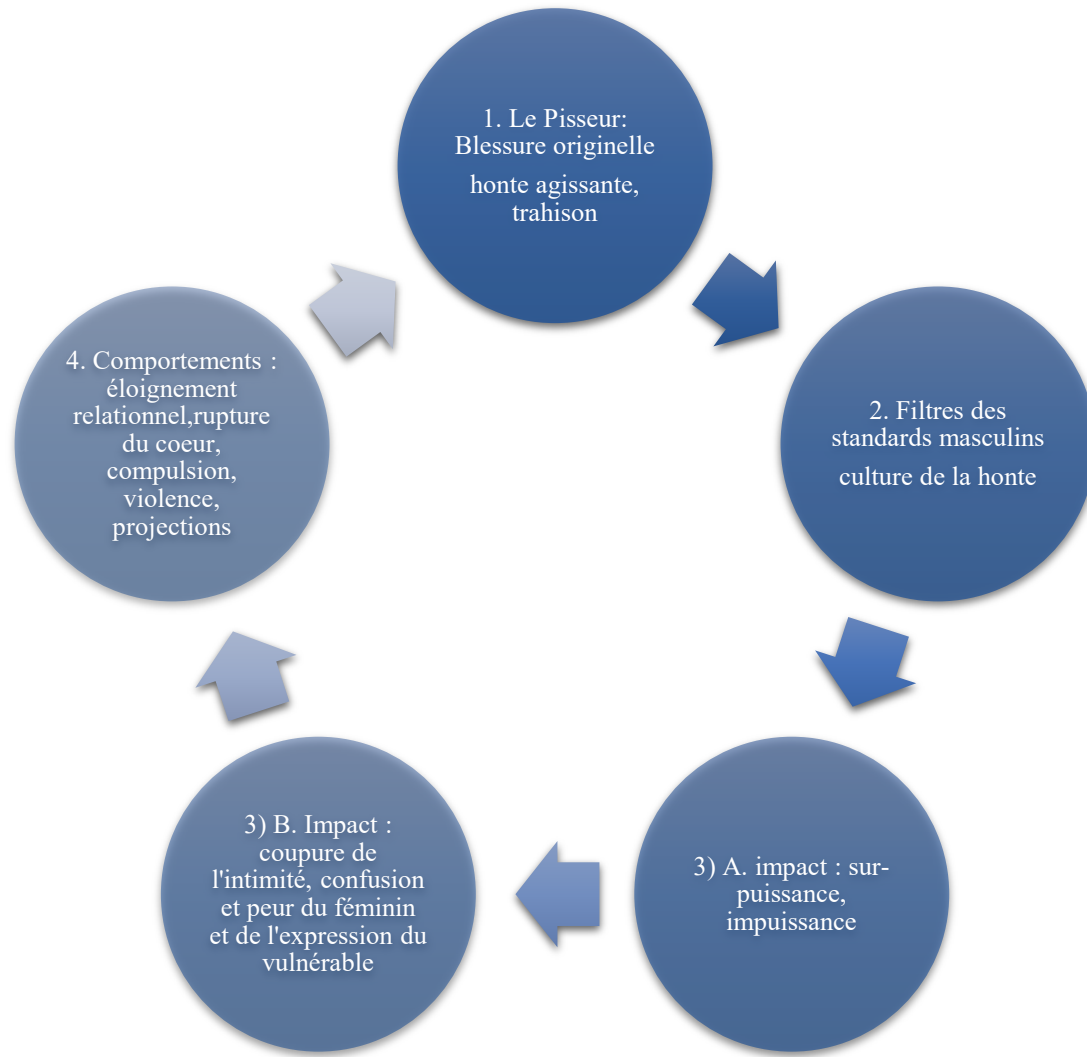 1. Le Pisseur:
Blessure originelle
honte agissante,
trahison
2. Filtres des
standards masculins
culture de la honte
3) A. impact : sur-
puissance,
impuissance
3) B. Impact :
coupure de
l'intimité, confusion
et peur du féminin
et de l'expression du
vulnérable
4. Comportements :
éloignement
relationnel,rupture
du coeur,
compulsion,
violence,
projections